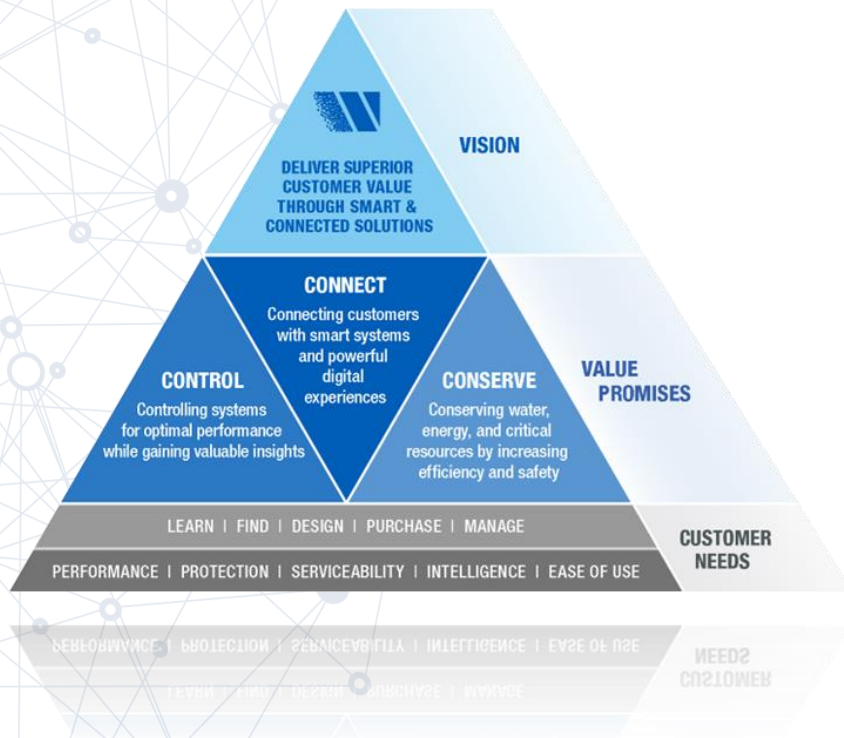 VISION
DELIVER SUPERIOR
CUSTOMER VALUE
THROUGH SMART &
CONNECTED SOLUTIONS
CONNECT
Connecting customers
with smart systems
and powerful
digital
experiences
CONTROL
Controlling systems
for optimal performance
while gaining valuable insights
CONSERVE
Conserving water,
energy, and critical
resources by increasing
efficiency and safety
VALUE
PROMISES
LEARN | FIND | DESIGN | PURCHASE | MANAGE
PERFORMANCE | PROTECTION | SERVICEABILITY | INTELLIGENCE | EASE OF USE
CUSTOMER
NEEDS